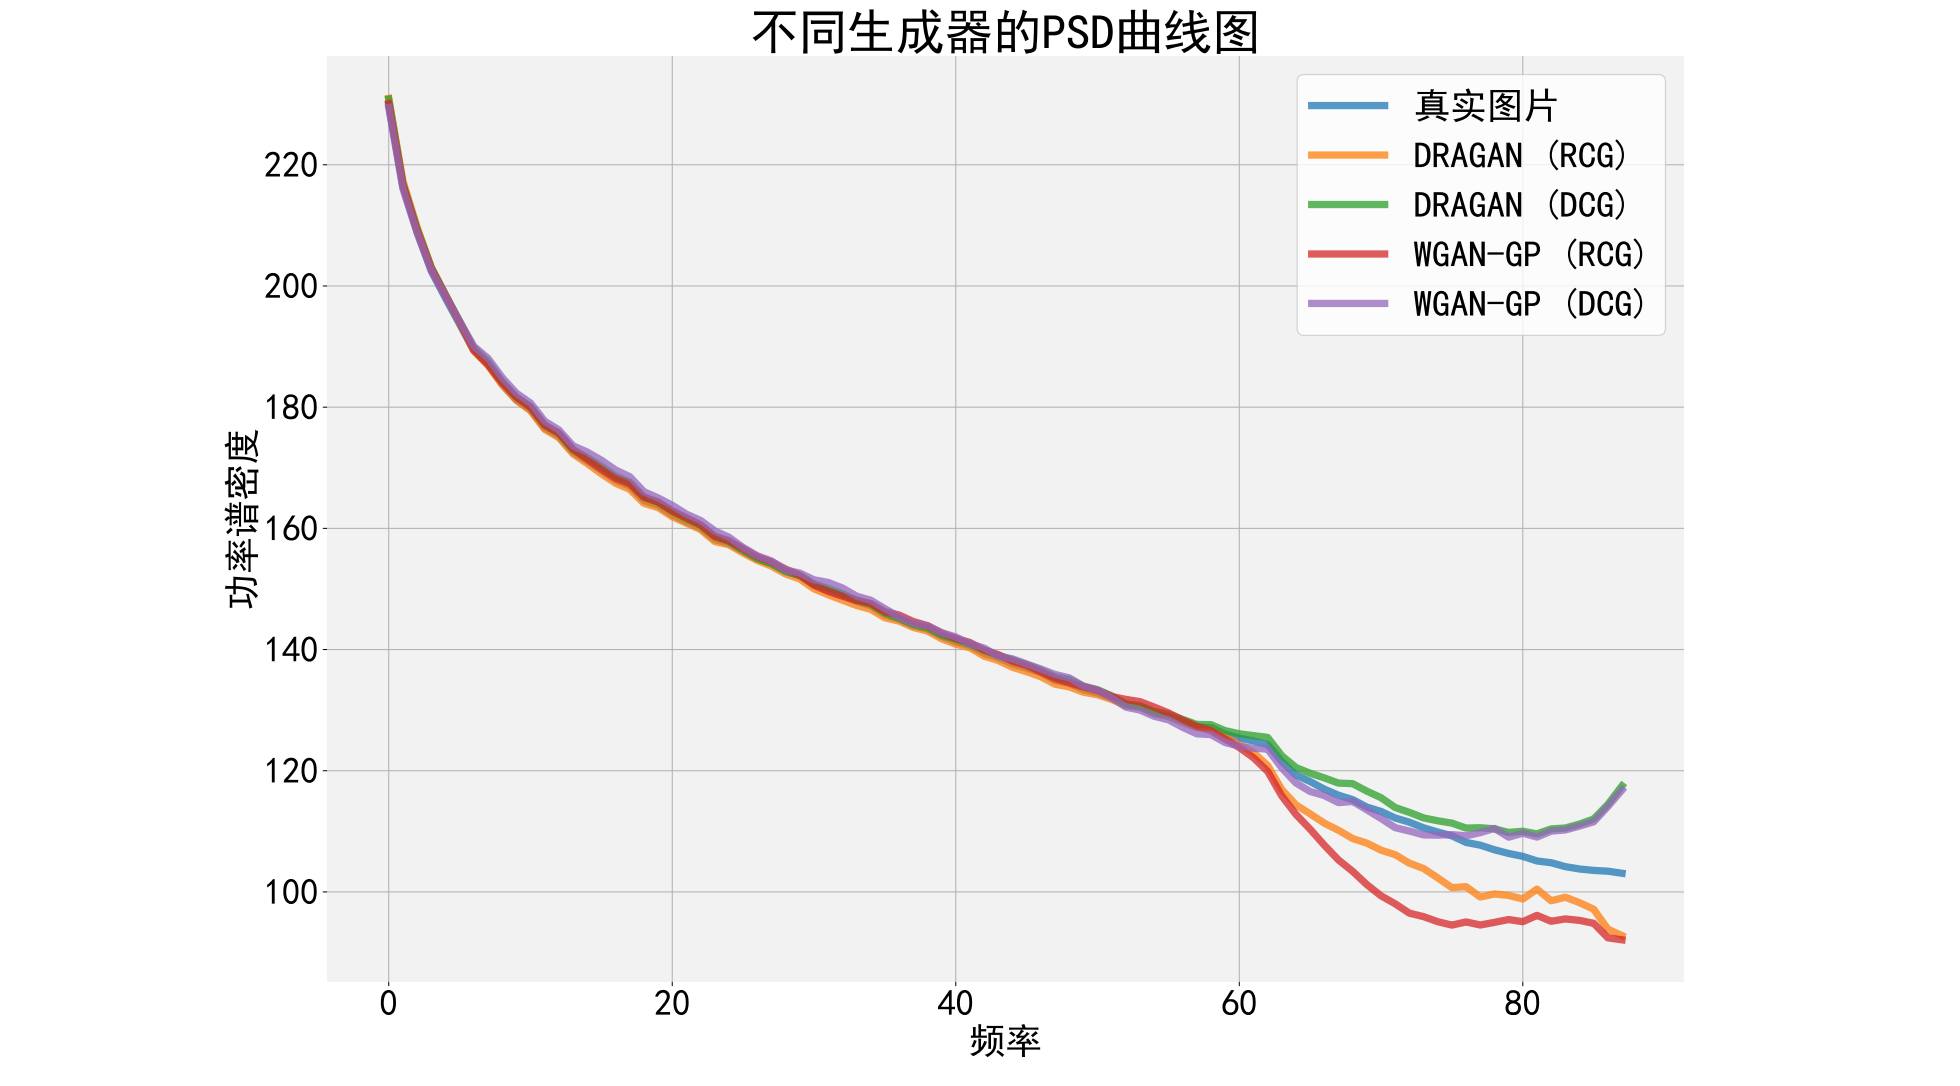 不同生成器的PSD曲线图
真实图片
DRAGAN (RCG)
DRAGAN (DCG)
WGAN-GP (RCG)
WGAN-GP (DCG)
功率谱密度
220
200
180
160
140
120
100
0 20 40 60 80
频率